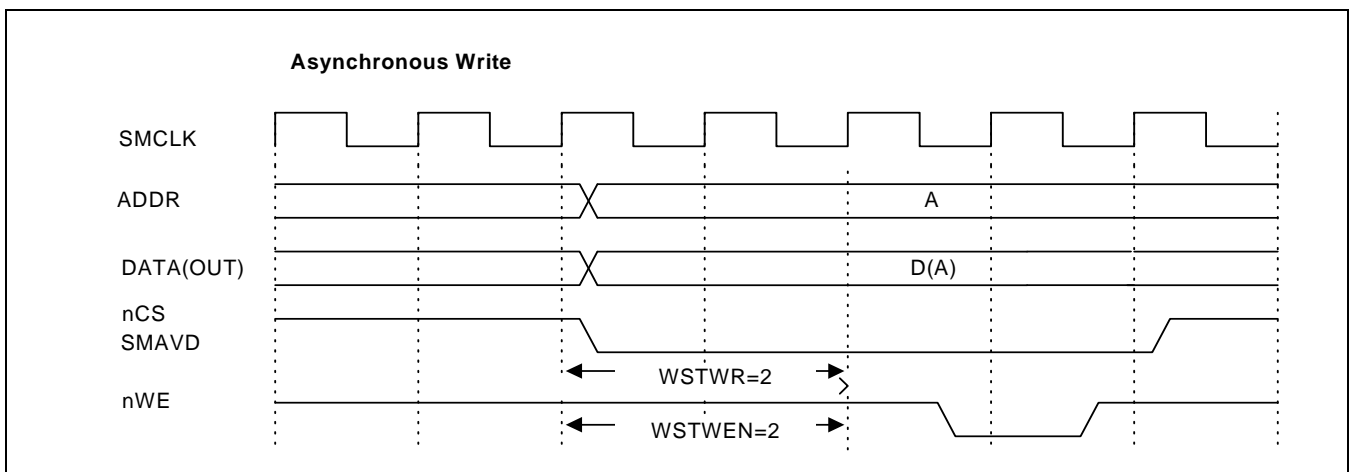 Asynchronous Write
SMCLK
ADDR
A
DATA(OUT)
D(A)
nCS
SMAVD
WSTWR=2
nWE
WSTWEN=2